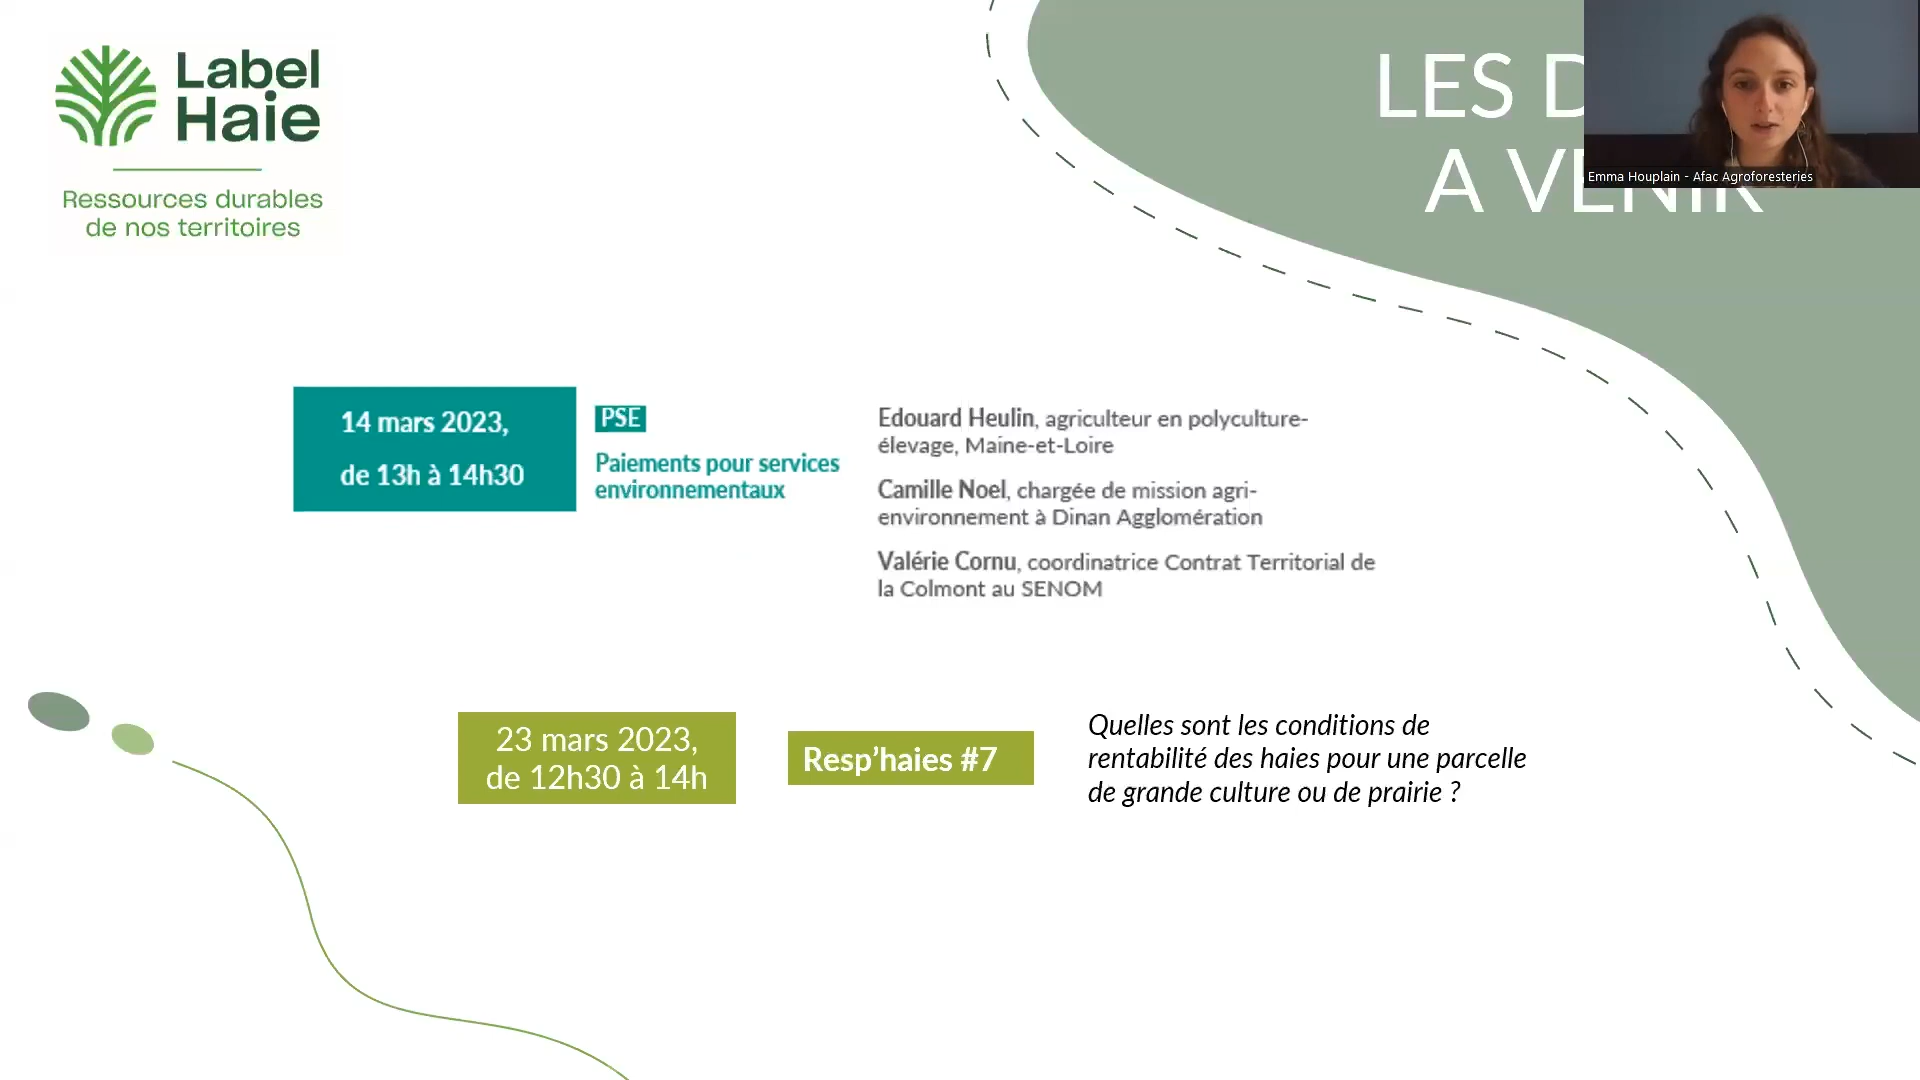 Label
Haie
Ressources durables
de nos territoires
LES
A VENIR
Emma Houplain - Afac Agroforesteries
14 mars 2023,
de 13h à 14h30
PSE
Paiements pour services
environnementaux
Edouard Heulin, agriculteur en polyculture-
élevage, Maine-et-Loire
Camille Noel, chargée de mission agri-
environnement à Dinan Agglomération
Valérie Cornu, coordinatrice Contrat Territorial de
la Colmont au SENOM
23 mars 2023,
de 12h30 à 14h
Resp’haies #7
Quelles sont les conditions de
rentabilité des haies pour une parcelle
de grande culture ou de prairie ?